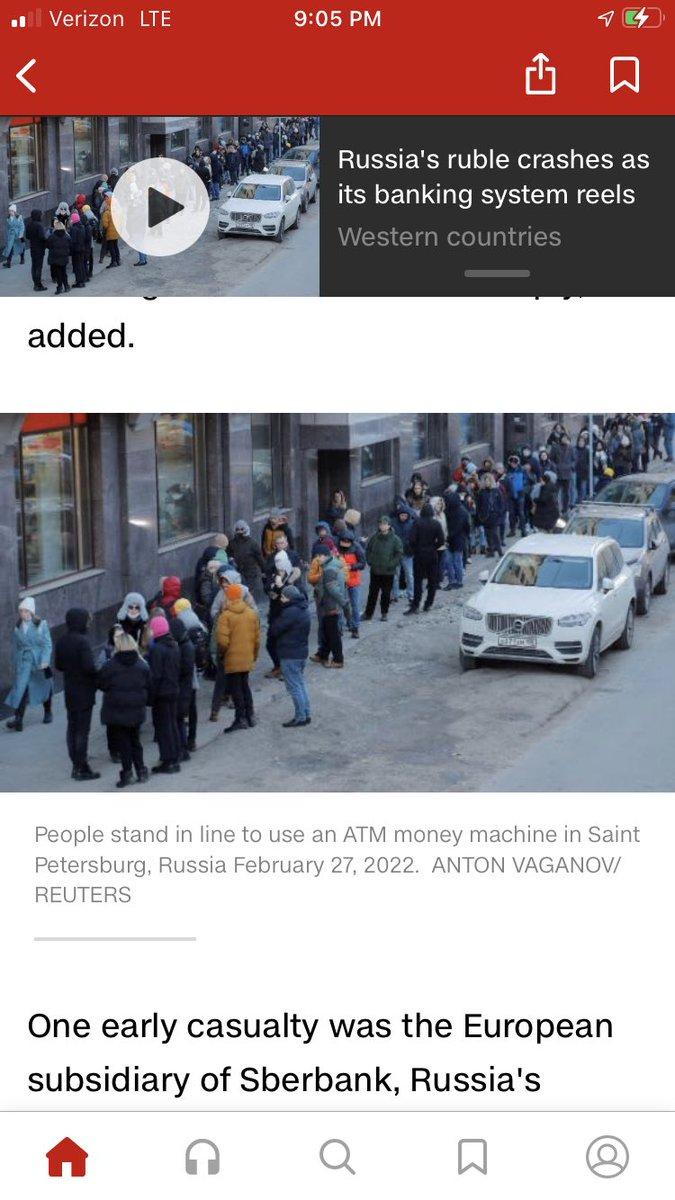 Verizon LTE 9:05 PM
Russia's ruble crashes as
its banking system reels
Western countries
added.
People stand in line to use an ATM money machine in Saint
Petersburg, Russia February 27, 2022. ANTON VAGANOV/
REUTERS
One early casualty was the European
subsidiary of Sberbank, Russia's